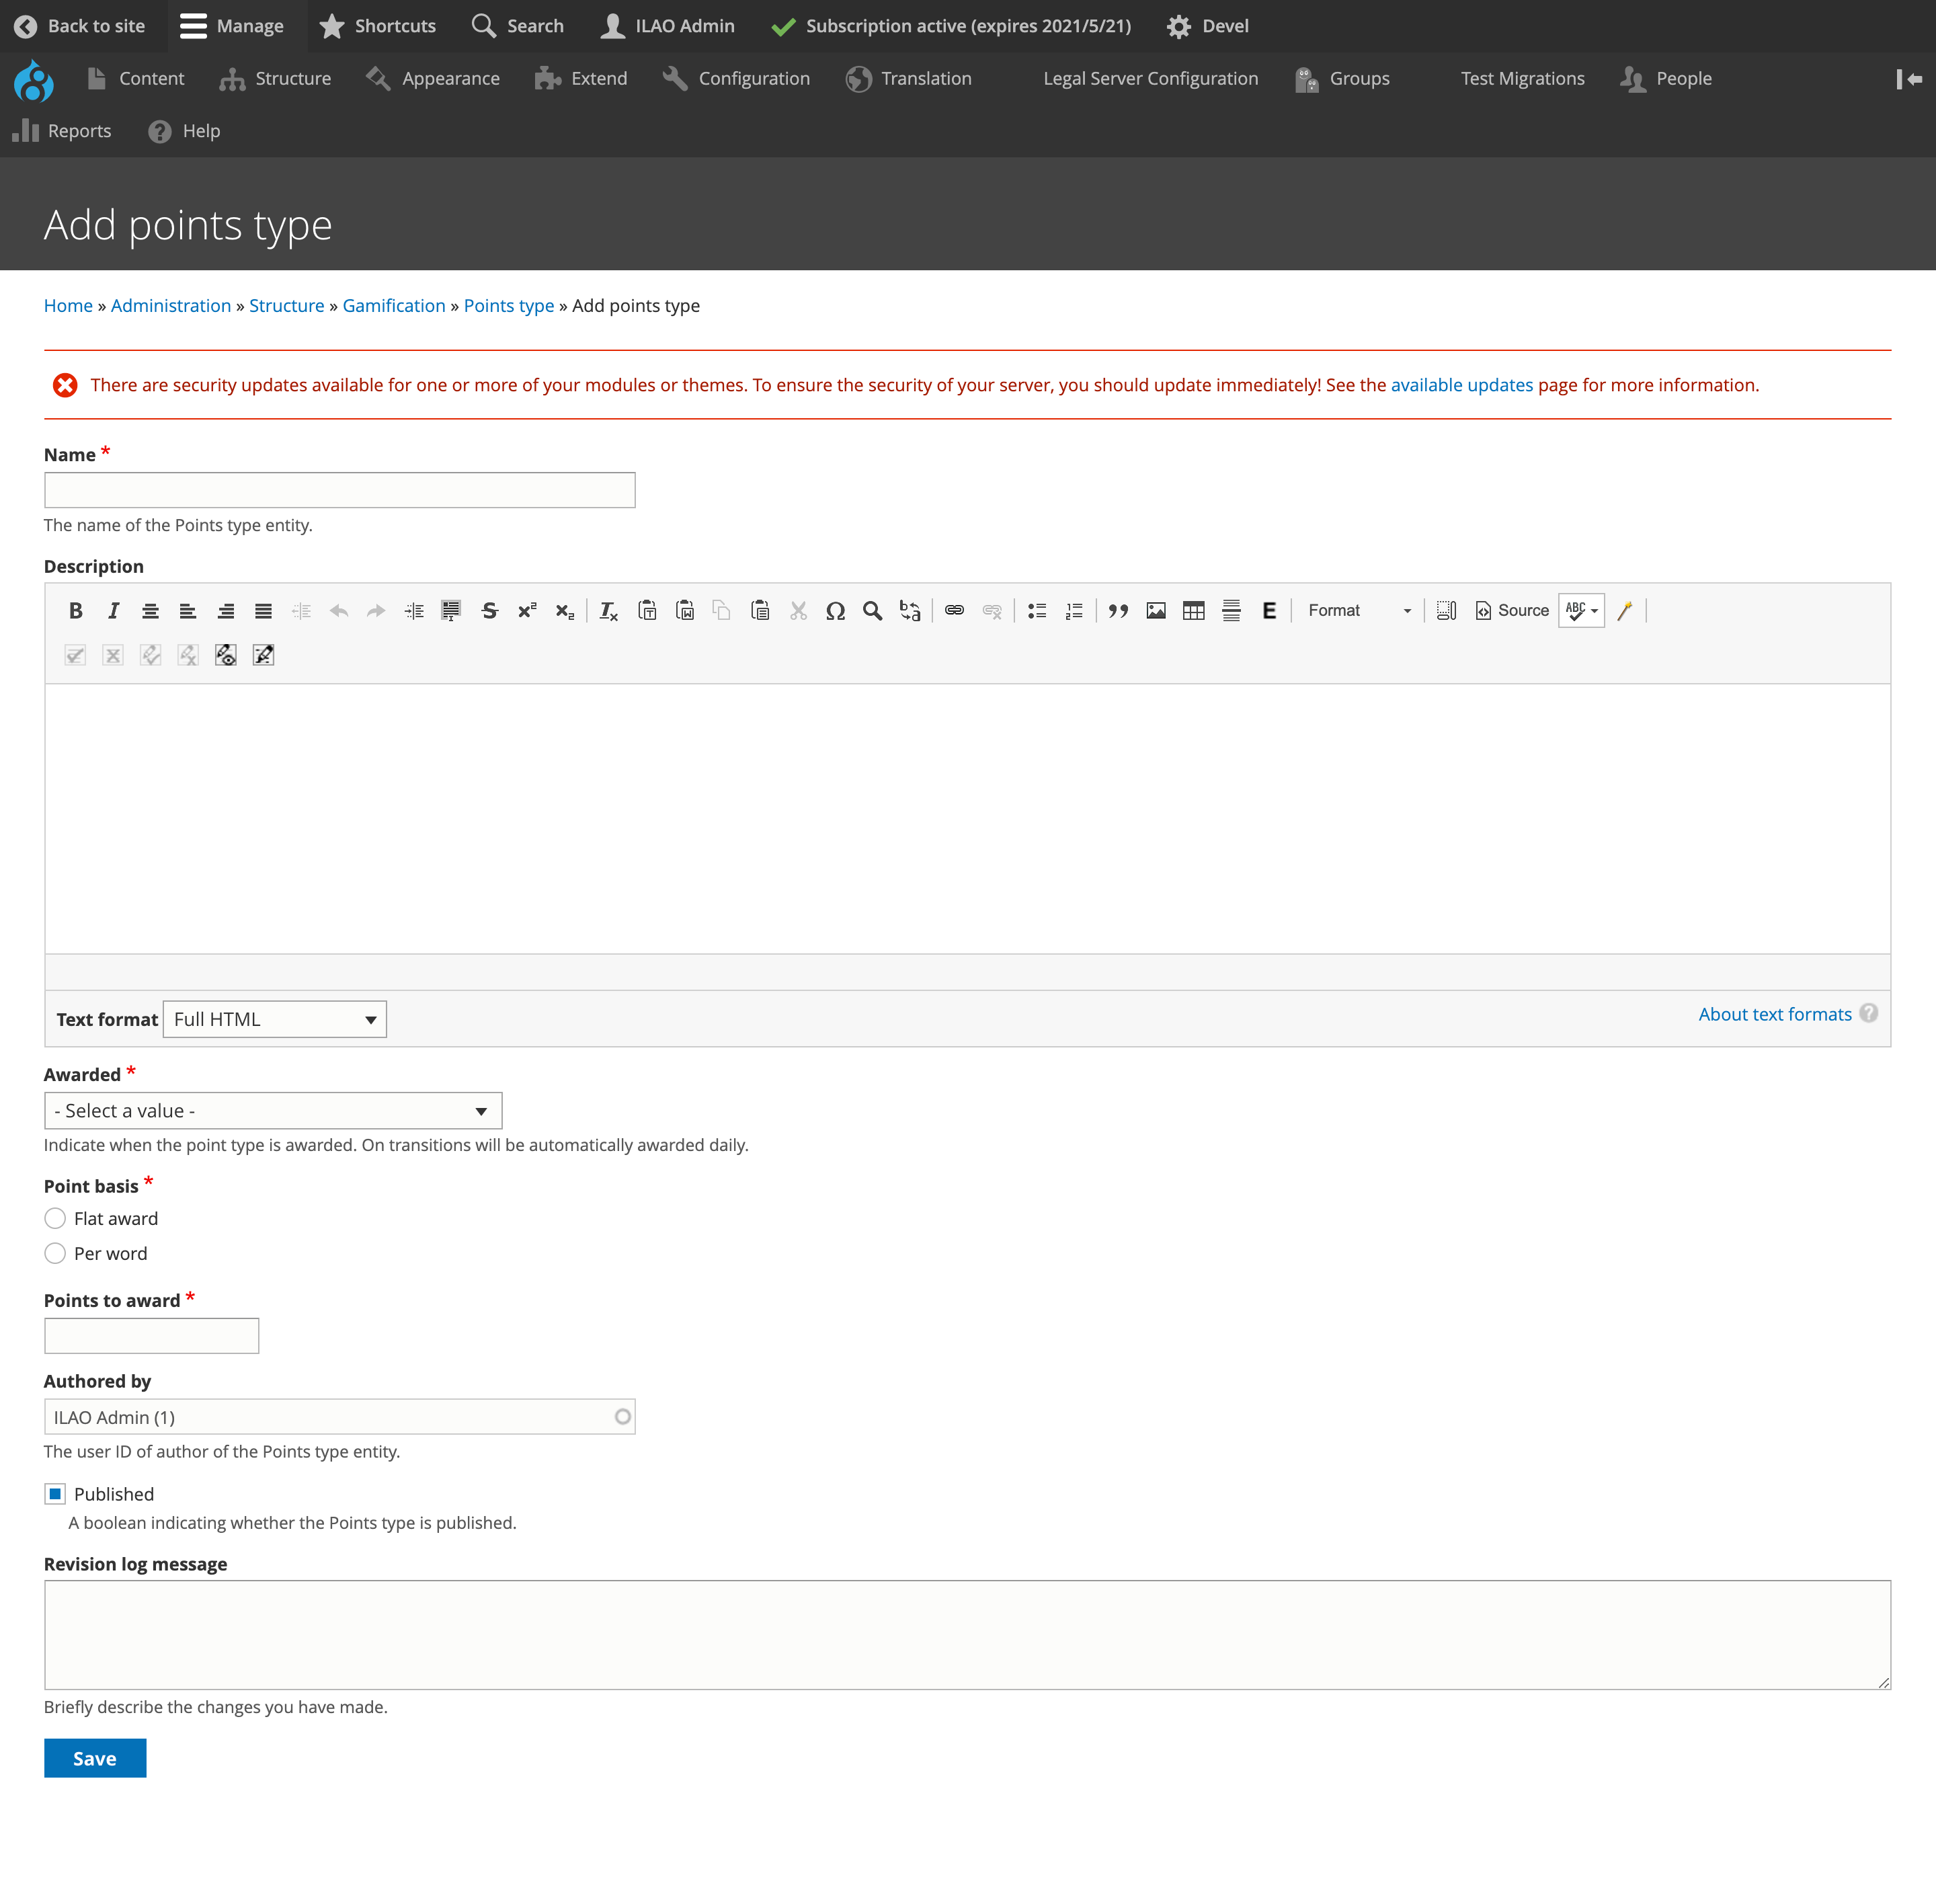 Back to site Manage Shortcuts Search ILAO Admin Subscription active (expires 2021/5/21) Devel
Content Structure Appearance Extend Configuration Translation Legal Server Configuration Groups Test Migrations People
Reports Help
Add points type
Home » Administration » Structure » Gamification » Points type » Add points type
There are security updates available for one or more of your modules or themes. To ensure the security of your server, you should update immediately! See the available updates page for more information.
Name *
The name of the Points type entity.
Description
Format Source
Text format Full HTML About text formats ?
Awarded *
- Select a value -
Indicate when the point type is awarded. On transitions will be automatically awarded daily.
Point basis *
Flat award
Per word
Points to award *
Authored by
ILAO Admin (1)
The user ID of author of the Points type entity.
Published
A boolean indicating whether the Points type is published.
Revision log message
Briefly describe the changes you have made.
Save